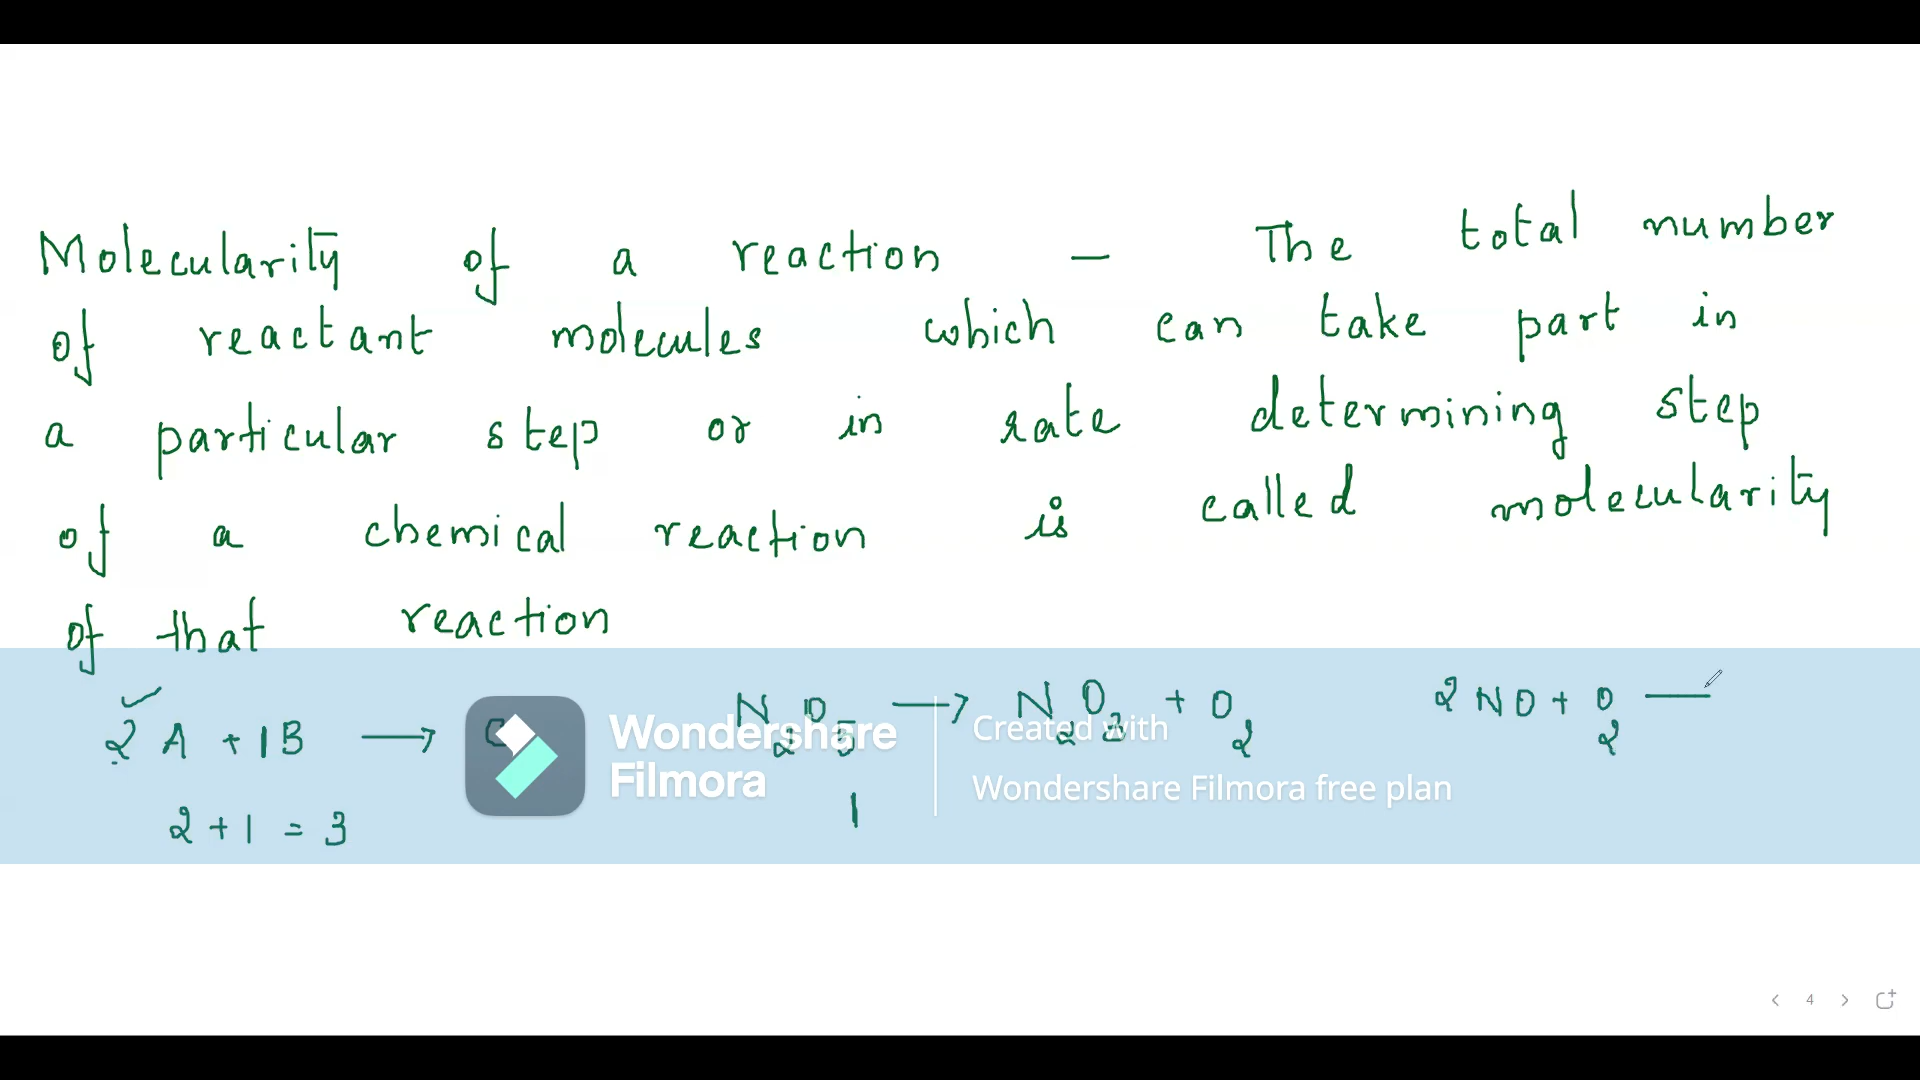 Molecularity of a reaction – The total number
of reactant molecules which can take part in
a particular step or in rate determining step
of a chemical reaction is called molecularity
of that reaction
2A + 1B → C
N2O5 → N2O3 + O2
2NO + O2 —
2 + 1 = 3
1
Wondershare
Filmora
Created with
Wondershare Filmora free plan
< 4 >